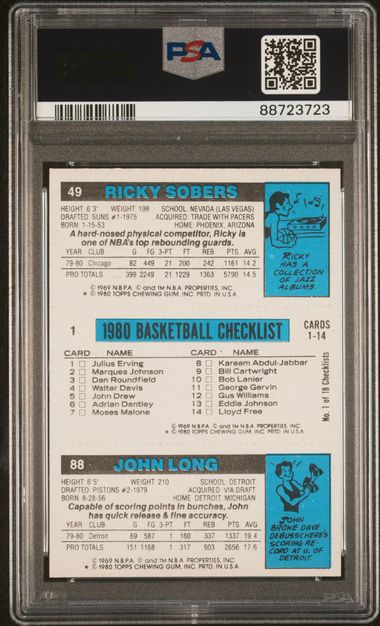 PSA
88723723
49
RICKY SOBERS
HEIGHT: 6'3" WEIGHT: 198 SCHOOL: NEVADA (LAS VEGAS)
DRAFTED: SUNS #1-1975 ACQUIRED: TRADE WITH PACERS
BORN: 1-15-53 HOME: PHOENIX, ARIZONA
A hard-nosed physical competitor, Ricky is
one of NBA's top rebounding guards.
YEAR CLUB G FG 3-PT FT REB PTS AVG
79-80 Chicago 82 449 21 200 242 1161 14.2
PRO TOTALS 399 2249 21 1229 1363 5790 14.5
© 1969 N.B.P.A. © and TM N.B.A. PROPERTIES, INC.
* © 1980 TOPPS CHEWING GUM, INC. PRTD. IN U.S.A.
RICKY
HAS A
COLLECTION
OF JAZZ
ALBUMS.
1
1980 BASKETBALL CHECKLIST
CARDS
1-14
CARD NAME CARD NAME
1 □ Julius Erving 8 □ Kareem Abdul-Jabbar
2 □ Marques Johnson 9 □ Bill Cartwright
3 □ Dan Roundfield 10 □ Bob Lanier
4 □ Walter Davis 11 □ George Gervin
5 □ John Drew 12 □ Gus Williams
6 □ Adrian Dantley 13 □ Eddie Johnson
7 □ Moses Malone 14 □ Lloyd Free
No. 1 of 18 Checklists
© 1969 N.B.P.A. © and TM N.B.A. PROPERTIES, INC.
* © 1980 TOPPS CHEWING GUM, INC. PRTD. IN U.S.A.
88
JOHN LONG
HEIGHT: 6'5" WEIGHT: 210 SCHOOL: DETROIT
DRAFTED: PISTONS #2-1979 ACQUIRED: VIA DRAFT
BORN: 8-28-56 HOME: DETROIT, MICHIGAN
Capable of scoring points in bunches, John
has quick release & fine accuracy.
YEAR CLUB G FG 3-PT FT REB PTS AVG
79-80 Detroit 69 587 1 160 337 1337 19.4
PRO TOTALS 151 1168 1 317 603 2656 17.6
© 1969 N.B.P.A. © and TM N.B.A. PROPERTIES, INC.
* © 1980 TOPPS CHEWING GUM, INC. PRTD. IN U.S.A.
JOHN
BROKE DAVE
DEBUSSCHERE'S
SCORING RE-
CORD AT U. OF
DETROIT.